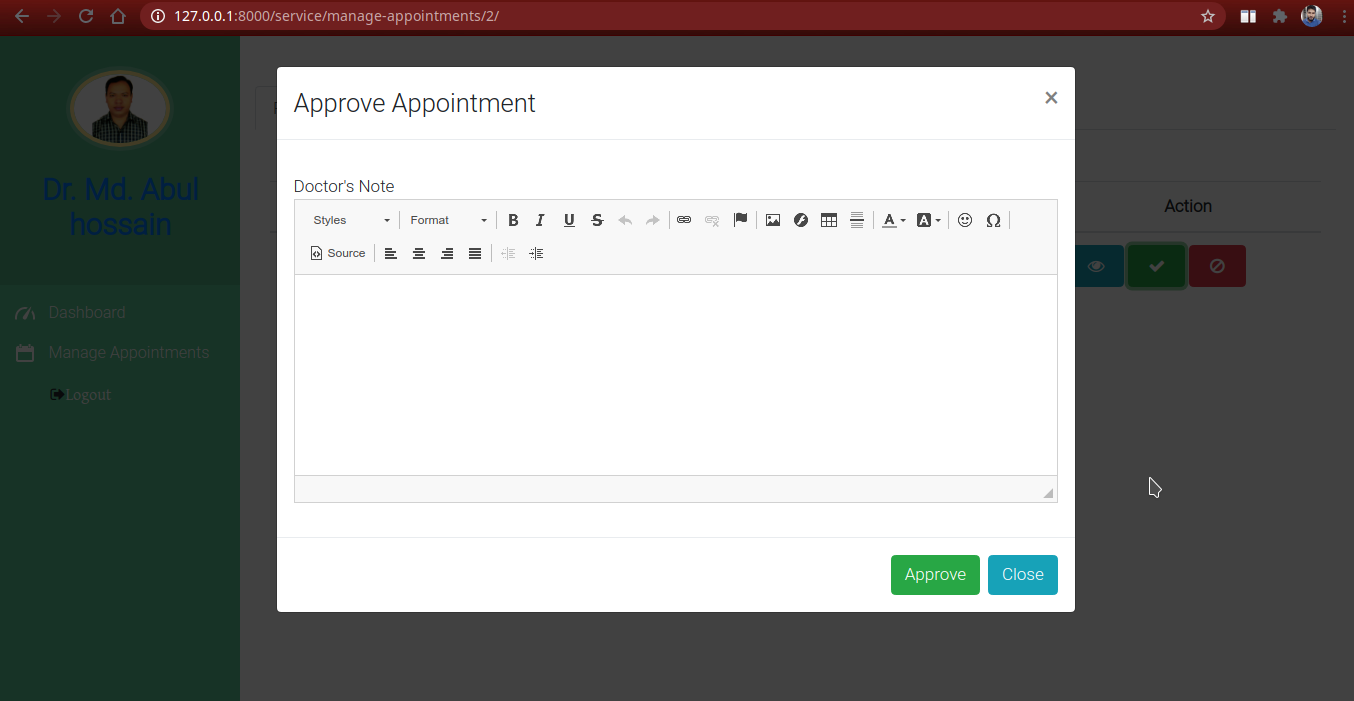 127.0.0.1:8000/service/manage-appointments/2/
Dr. Md. Abul
hossain
Dashboard
Manage Appointments
Logout
Approve Appointment
×
Doctor's Note
Styles Format B I U S A A Ω
Source
Action
Approve Close